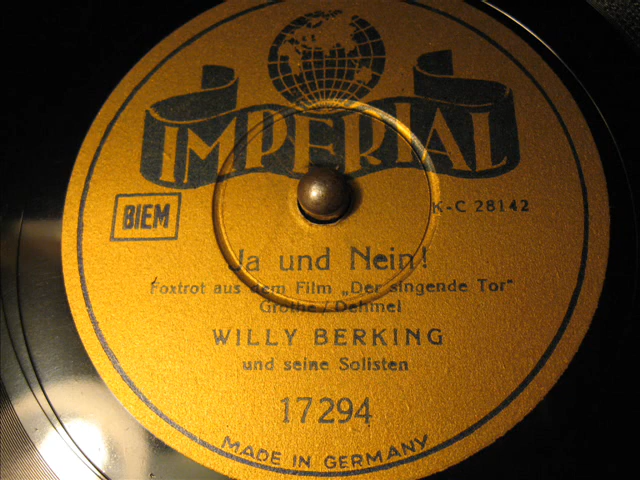 IMPERIAL
BIEM
K-C 28142
Ja und Nein!
Foxtrot aus dem Film „Der singende Tor"
Grothe / Dehmel
WILLY BERKING
und seine Solisten
17294
MADE IN GERMANY